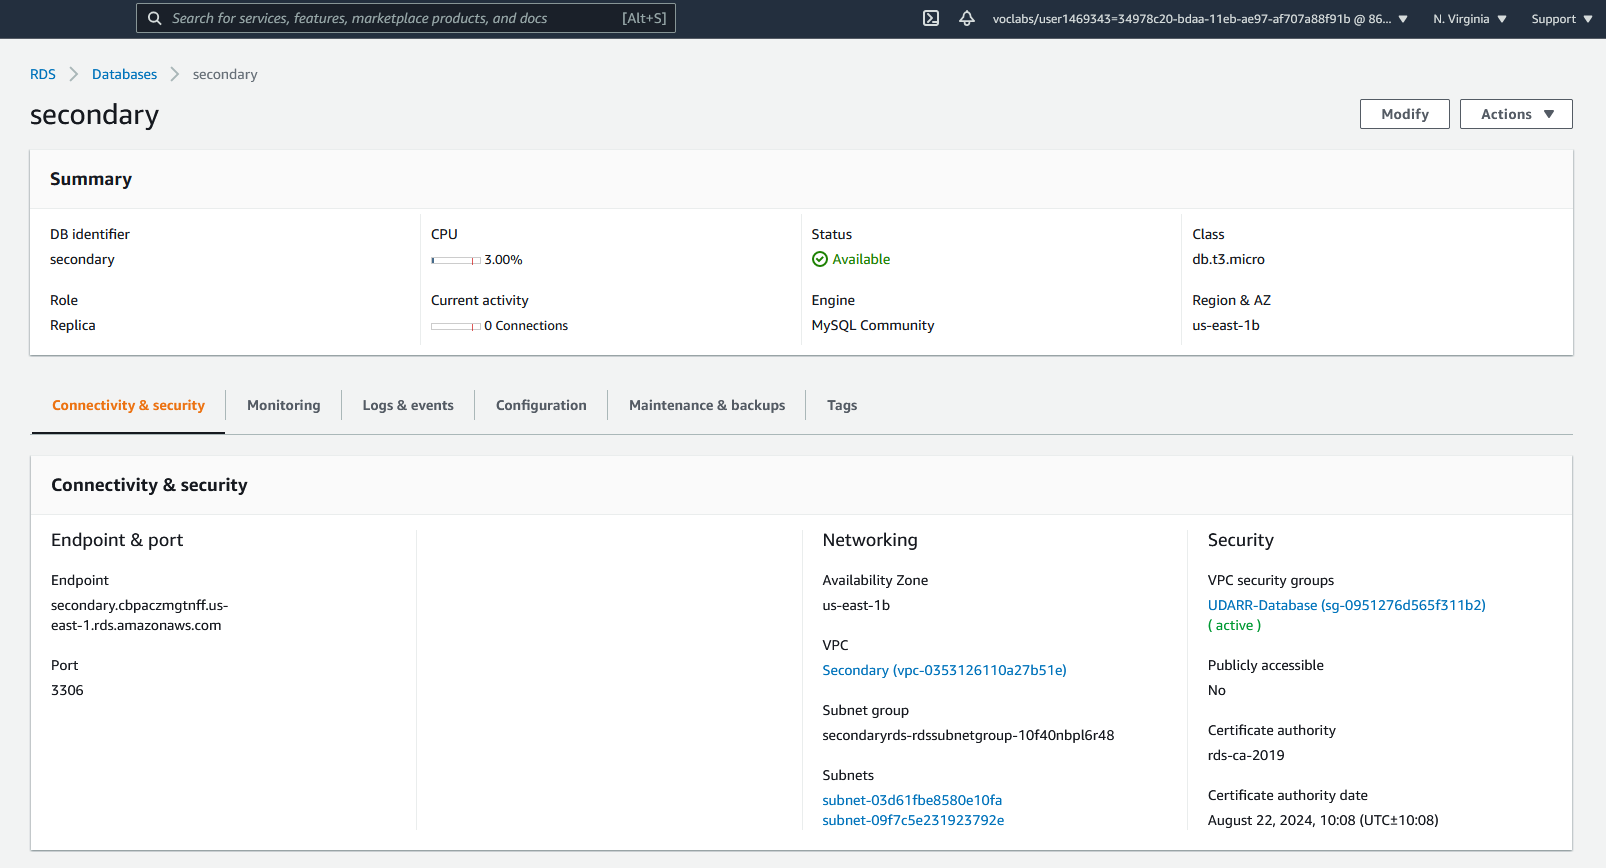 Search for services, features, marketplace products, and docs [Alt+S]
voclabs/user1469343=34978c20-bdaa-11eb-ae97-af707a88f91b @ 86...
N. Virginia
Support
RDS
Databases
secondary
secondary
Modify
Actions
Summary
DB identifier
secondary
CPU
3.00%
Status
Available
Class
db.t3.micro
Role
Replica
Current activity
0 Connections
Engine
MySQL Community
Region & AZ
us-east-1b
Connectivity & security
Monitoring
Logs & events
Configuration
Maintenance & backups
Tags
Connectivity & security
Endpoint & port
Endpoint
secondary.cbpaczmgtnff.us-
east-1.rds.amazonaws.com
Port
3306
Networking
Availability Zone
us-east-1b
VPC
Secondary (vpc-0353126110a27b51e)
Subnet group
secondaryrds-rdssubnetgroup-10f40nbpl6r48
Subnets
subnet-03d61fbe8580e10fa
subnet-09f7c5e231923792e
Security
VPC security groups
UDARR-Database (sg-0951276d565f311b2)
( active )
Publicly accessible
No
Certificate authority
rds-ca-2019
Certificate authority date
August 22, 2024, 10:08 (UTC±10:08)